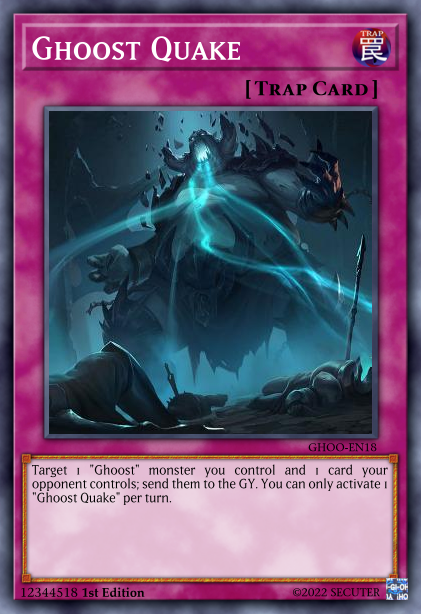 Ghoost Quake
TRAP
罠
[Trap Card]
GHOO-EN18
Target 1 "Ghoost" monster you control and 1 card your
opponent controls; send them to the GY. You can only activate 1
"Ghoost Quake" per turn.
12344518 1st Edition
©2022 SECUTER